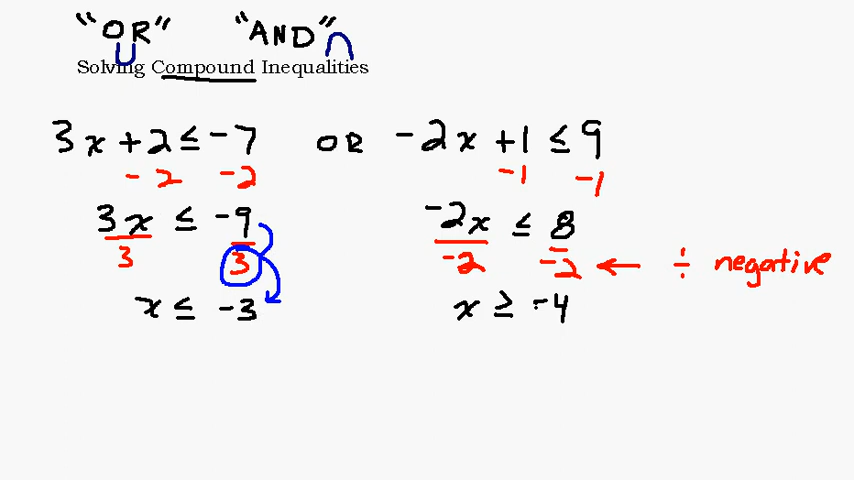 "OR" "AND"
∪ ∩
Solving Compound Inequalities
3x + 2 ≤ -7 OR -2x + 1 ≤ 9
-2 -2 -1 -1
3x ≤ -9 -2x ≤ 8
3 3 -2 -2 ← ÷ negative
x ≤ -3 x ≥ -4